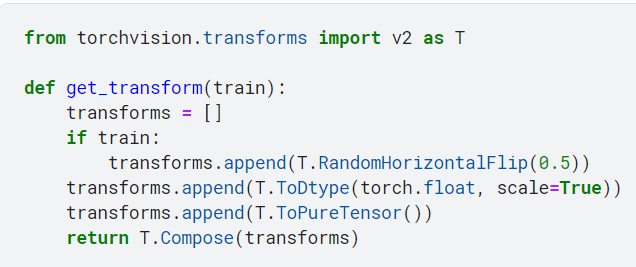 from torchvision.transforms import v2 as T

def get_transform(train):
    transforms = []
    if train:
        transforms.append(T.RandomHorizontalFlip(0.5))
    transforms.append(T.ToDtype(torch.float, scale=True))
    transforms.append(T.ToPureTensor())
    return T.Compose(transforms)